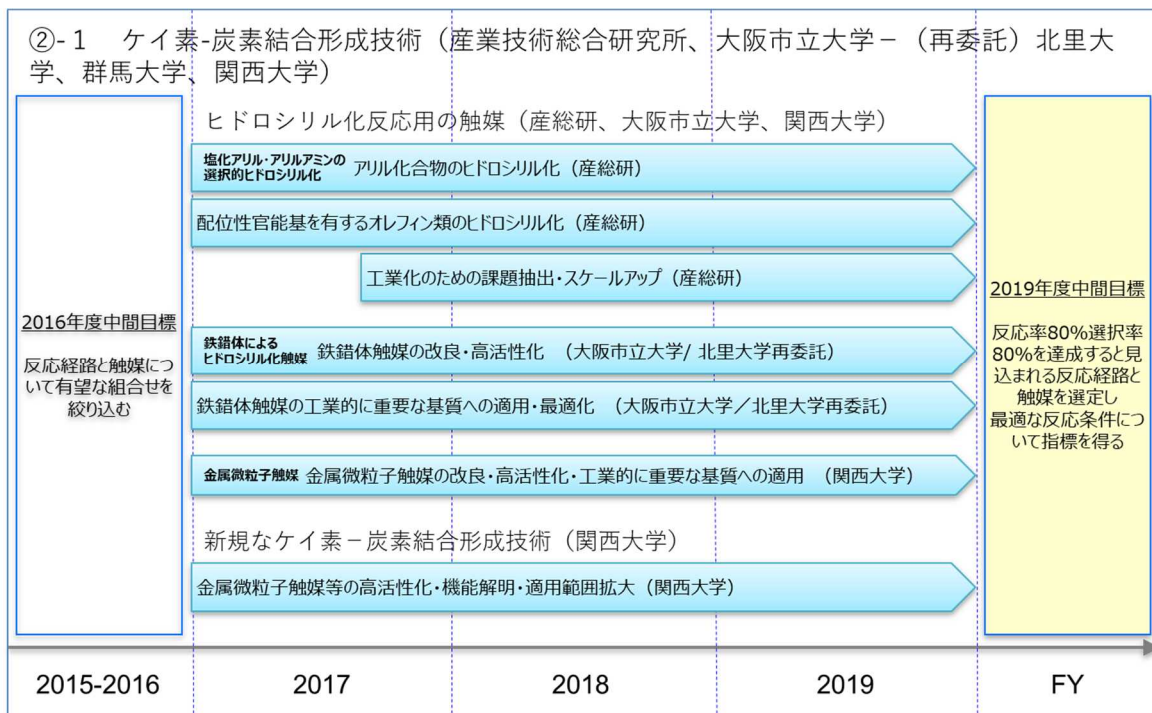 ②-１　ケイ素-炭素結合形成技術（産業技術総合研究所、大阪市立大学－（再委託）北里大
学、群馬大学、関西大学）
ヒドロシリル化反応用の触媒（産総研、大阪市立大学、関西大学）
塩化アリル・アリルアミンの
選択的ヒドロシリル化
アリル化合物のヒドロシリル化（産総研）
配位性官能基を有するオレフィン類のヒドロシリル化（産総研）
工業化のための課題抽出・スケールアップ（産総研）
2016年度中間目標
反応経路と触媒につ
いて有望な組合せを
絞り込む
鉄錯体による
ヒドロシリル化触媒
鉄錯体触媒の改良・高活性化　（大阪市立大学/ 北里大学再委託）
鉄錯体触媒の工業的に重要な基質への適用・最適化　（大阪市立大学／北里大学再委託）
金属微粒子触媒
金属微粒子触媒の改良・高活性化・工業的に重要な基質への適用　（関西大学）
新規なケイ素－炭素結合形成技術（関西大学）
金属微粒子触媒等の高活性化・機能解明・適用範囲拡大（関西大学）
2019年度中間目標
反応率80%選択率
80%を達成すると見
込まれる反応経路と
触媒を選定し
最適な反応条件につ
いて指標を得る
2015-2016
2017
2018
2019
FY